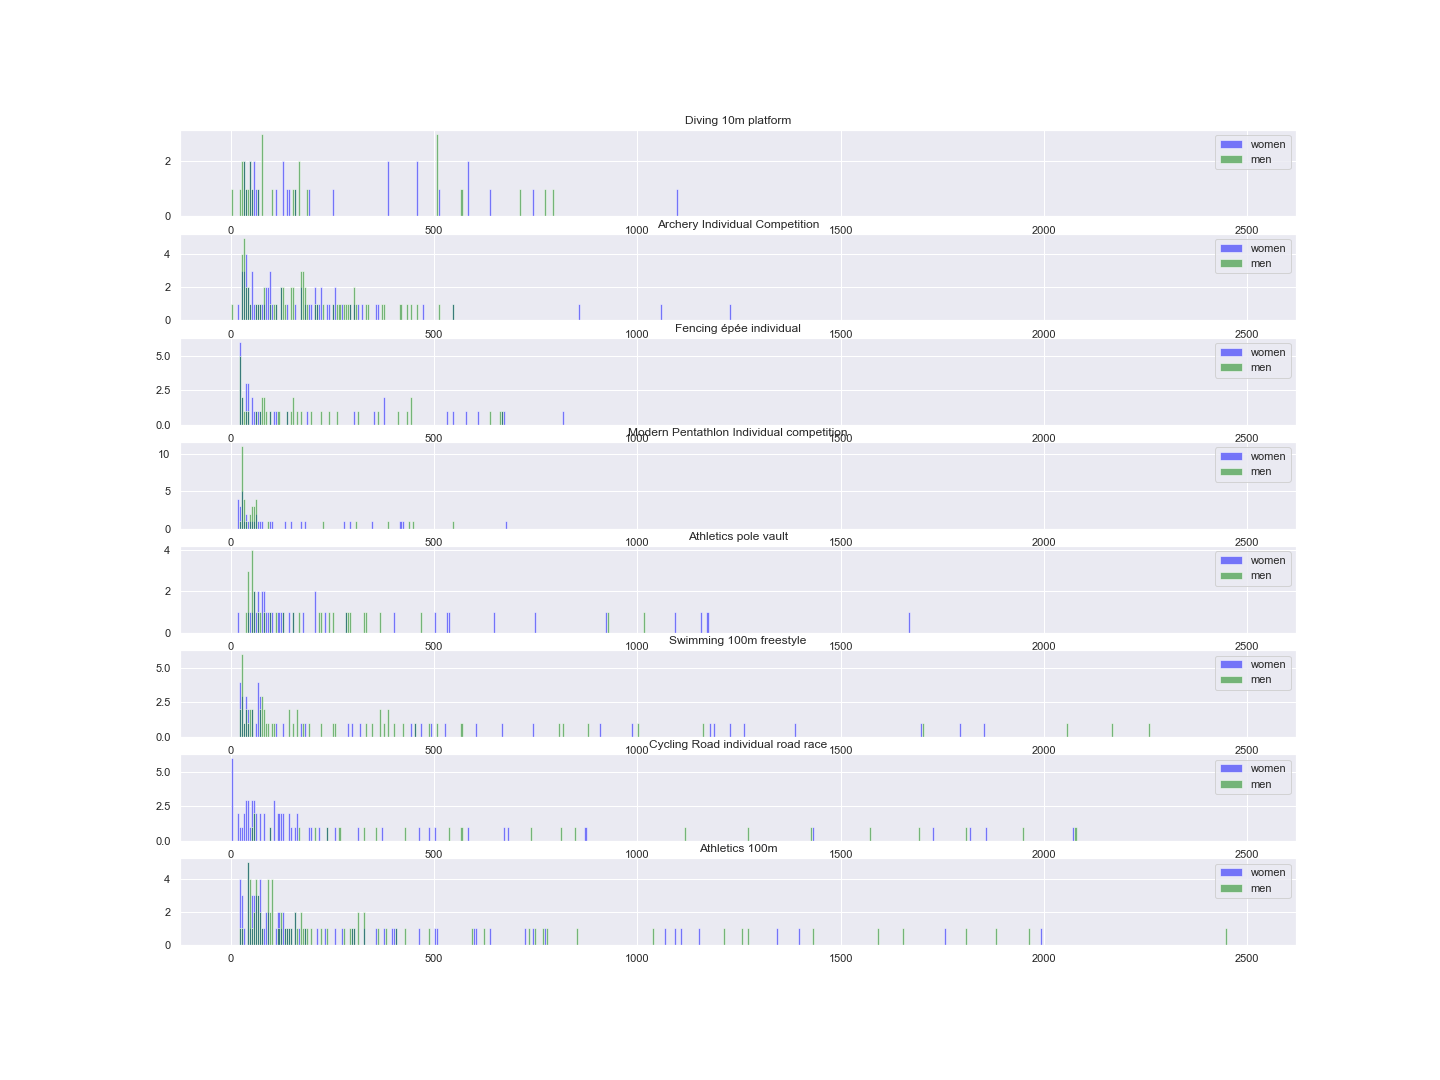 Diving 10m platform
women
men
2
0
0 500 1000 1500 2000 2500
Archery Individual Competition
women
men
4
2
0
0 500 1000 1500 2000 2500
Fencing épée individual
women
men
5.0
2.5
0.0
0 500 1000 1500 2000 2500
Modern Pentathlon Individual competition
women
men
10
5
0
Athletics pole vault
women
men
4
2
0
0 500 1000 1500 2000 2500
Swimming 100m freestyle
women
men
5.0
2.5
0.0
0 500 1000 1500 2000 2500
Cycling Road individual road race
women
men
5.0
2.5
0.0
0 500 1000 1500 2000 2500
Athletics 100m
women
men
4
2
0
0 500 1000 1500 2000 2500